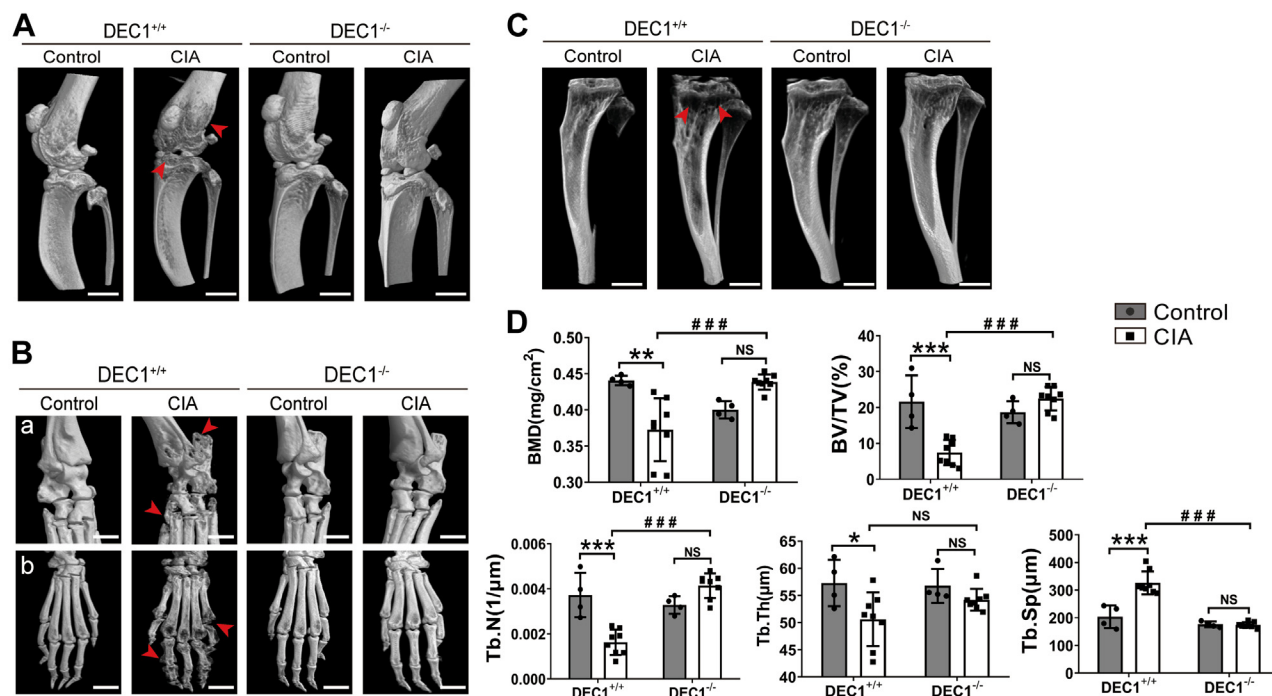 A
DEC1+/+
DEC1-/-
Control
CIA
Control
CIA
B
DEC1+/+
DEC1-/-
Control
CIA
Control
CIA
a
b
C
DEC1+/+
DEC1-/-
Control
CIA
Control
CIA
D
Control
CIA
BMD(mg/cm²)
0.50
0.45
0.40
0.35
0.30
**
NS
# # #
DEC1+/+
DEC1-/-
BV/TV(%)
40
30
20
10
0
***
NS
# # #
DEC1+/+
DEC1-/-
Tb.N(1/μm)
0.006
0.004
0.002
0.000
***
NS
# # #
DEC1+/+
DEC1-/-
Tb.Th(μm)
65
60
55
50
45
40
*
NS
NS
DEC1+/+
DEC1-/-
Tb.Sp(μm)
500
400
300
200
100
0
***
NS
# # #
DEC1+/+
DEC1-/-